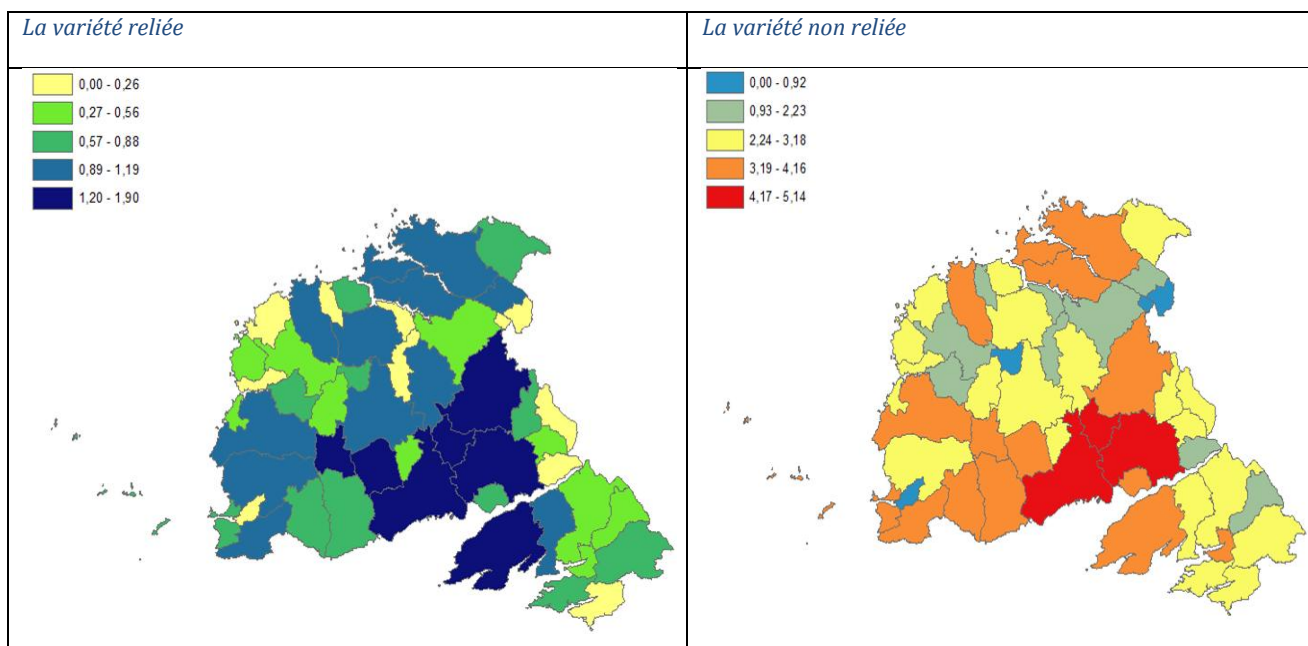 La variété reliée
La variété non reliée
0,00 - 0,26
0,27 - 0,56
0,57 - 0,88
0,89 - 1,19
1,20 - 1,90
0,00 - 0,92
0,93 - 2,23
2,24 - 3,18
3,19 - 4,16
4,17 - 5,14